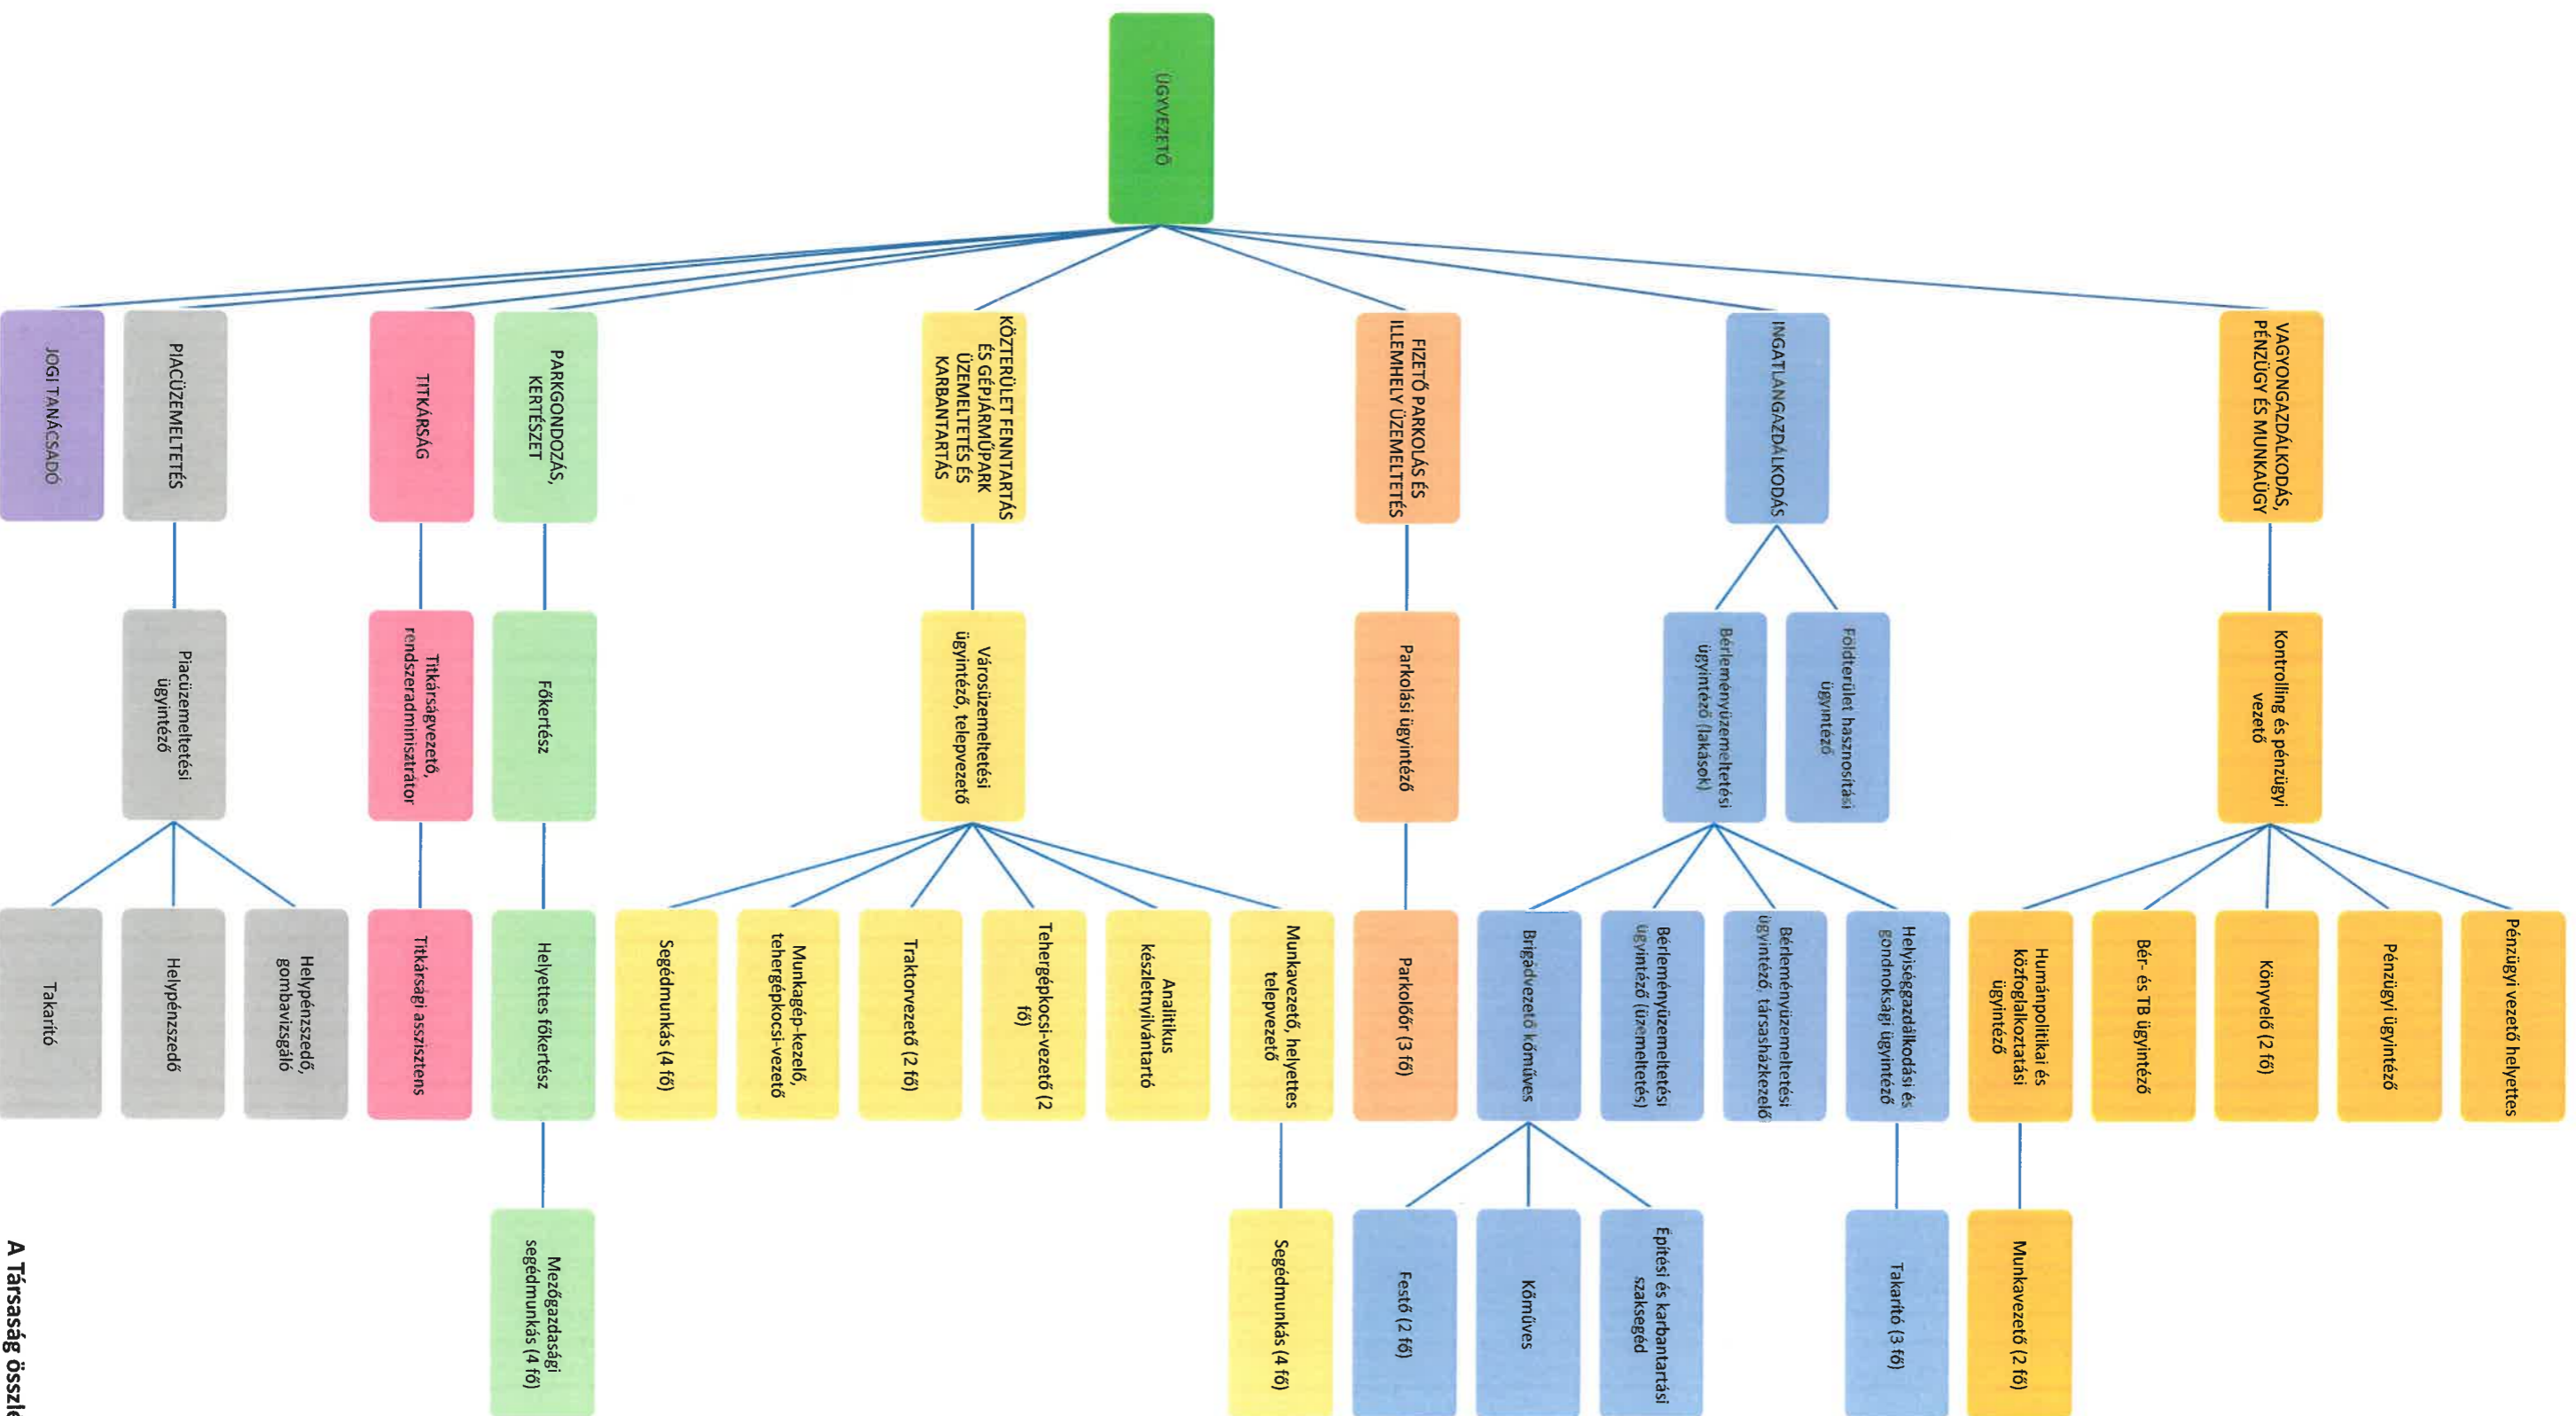 ÜGYVEZETŐ
VAGYONGAZDÁLKODÁS,
PÉNZÜGY ÉS MUNKAÜGY
INGATLANGAZDÁLKODÁS
FIZETŐ PARKOLÁS ÉS
ILLEMHELY ÜZEMELTETÉS
KÖZTERÜLET FENNTARTÁS
ÉS GÉPJÁRMŰPARK
ÜZEMELTETÉS ÉS
KARBANTARTÁS
PARKGONDOZÁS,
KERTÉSZET
TITKÁRSÁG
PIACÜZEMELTETÉS
JOGI TANÁCSADÓ
Kontrolling és pénzügyi
vezető
Földterület hasznosítási
ügyintéző
Bérleményüzemeltetési
ügyintéző (lakások)
Parkolási ügyintéző
Városüzemeltetési
ügyintéző, telepvezető
Főkertész
Titkárságvezető,
rendszeradminisztrátor
Piacüzemeltetési
ügyintéző
Pénzügyi vezető helyettes
Pénzügyi ügyintéző
Könyvelő (2 fő)
Bér- és TB ügyintéző
Humánpolitikai és
közfoglalkoztatási
ügyintéző
Helyiséggazdálkodási és
gondnoksági ügyintéző
Bérleményüzemeltetési
ügyintéző, társasházkezelő
Bérleményüzemeltetési
ügyintéző (üzemeltetés)
Brigádvezető kőműves
Parkolóőr (3 fő)
Munkavezető, helyettes
telepvezető
Analitikus
készletnyilvántartó
Tehergépkocsi-vezető (2
fő)
Traktorvezető (2 fő)
Munkagép-kezelő,
tehergépkocsi-vezető
Segédmunkás (4 fő)
Helyettes főkertész
Titkársági asszisztens
Helypénzszedő,
gombavizsgáló
Helypénzszedő
Takarító
Munkavezető (2 fő)
Takarító (3 fő)
Építési és karbantartási
szaksegéd
Kőműves
Festő (2 fő)
Segédmunkás (4 fő)
Mezőgazdasági
segédmunkás (4 fő)
A Társaság